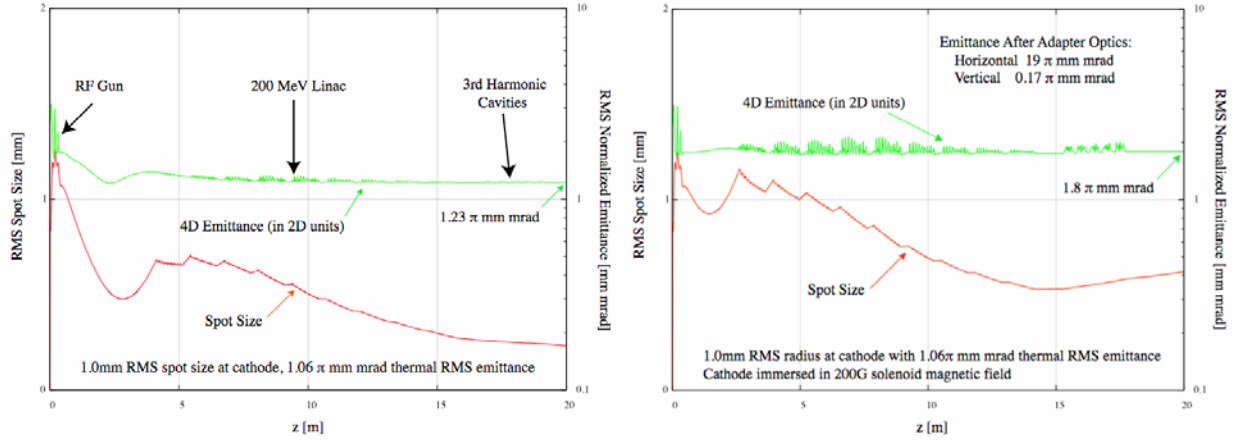 2
10
RF Gun
200 MeV Linac
3rd Harmonic
Cavities
RMS Spot Size [mm]
1
1
RMS Normalized Emittance [mm mrad]
4D Emittance (in 2D units)
1.23 π mm mrad
Spot Size
1.0mm RMS spot size at cathode, 1.06 π mm mrad thermal RMS emittance
0
0.1
0
5
10
15
20
z [m]
2
10
Emittance After Adapter Optics:
Horizontal 19 π mm mrad
Vertical 0.17 π mm mrad
4D Emittance (in 2D units)
RMS Spot Size [mm]
1
1
RMS Normalized Emittance [mm mrad]
1.8 π mm mrad
Spot Size
1.0mm RMS radius at cathode with 1.06π mm mrad thermal RMS emittance
Cathode immersed in 200G solenoid magnetic field
0
0.1
0
5
10
15
20
z [m]